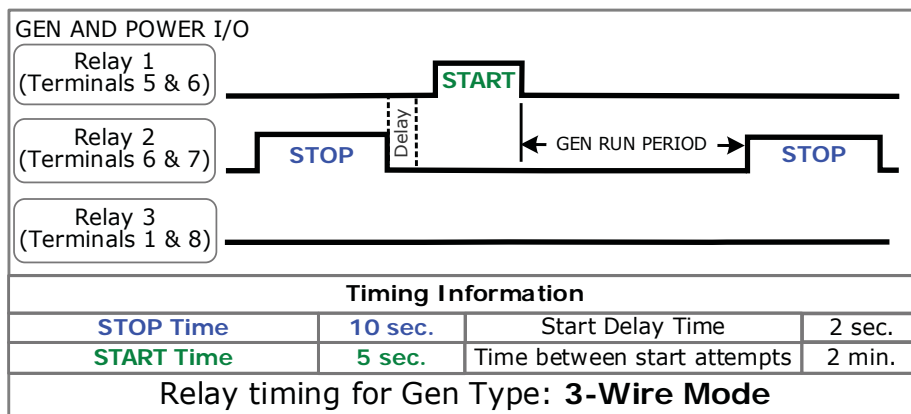 GEN AND POWER I/O
Relay 1
(Terminals 5 & 6)
START
Relay 2
(Terminals 6 & 7)
STOP
Delay
GEN RUN PERIOD
STOP
Relay 3
(Terminals 1 & 8)
Timing Information
STOP Time 10 sec. Start Delay Time 2 sec.
START Time 5 sec. Time between start attempts 2 min.
Relay timing for Gen Type: 3-Wire Mode